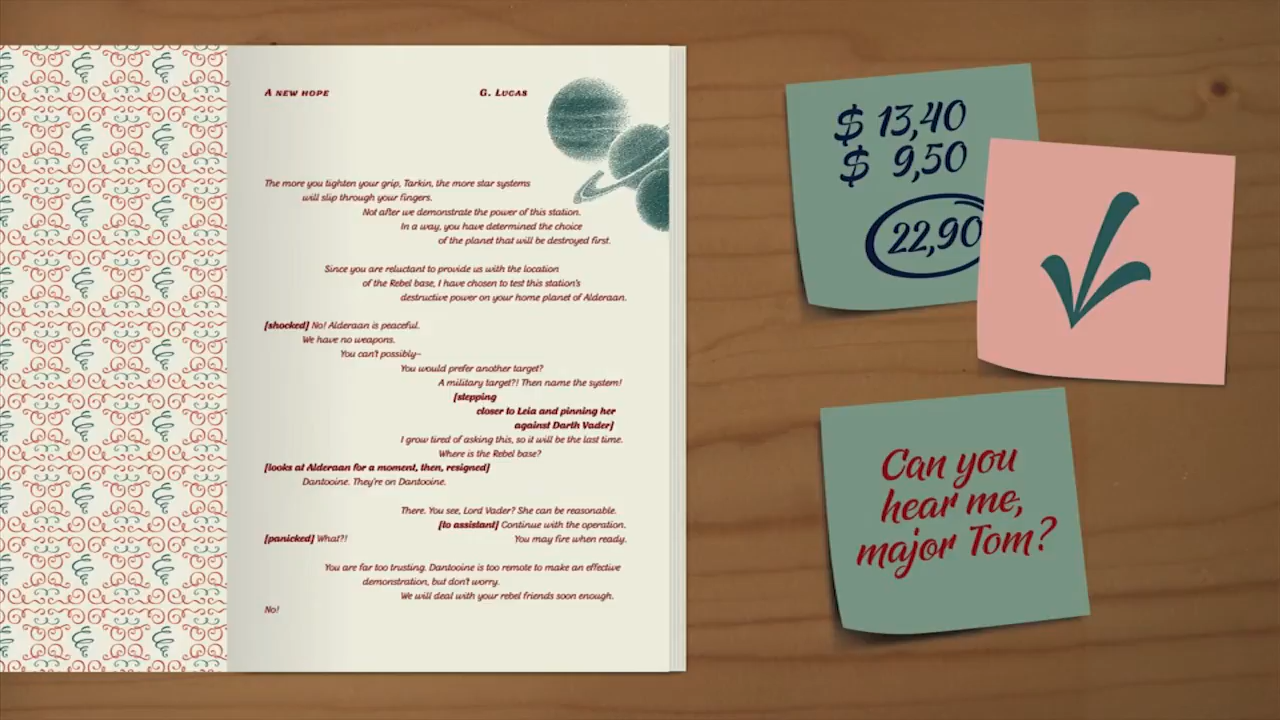 A NEW HOPE
G. LUCAS
The more you tighten your grip, Tarkin, the more star systems
will slip through your fingers.
Not after we demonstrate the power of this station.
In a way, you have determined the choice
of the planet that will be destroyed first.
Since you are reluctant to provide us with the location
of the Rebel base, I have chosen to test this station's
destructive power on your home planet of Alderaan.
[shocked] No! Alderaan is peaceful.
We have no weapons.
You can't possibly–
You would prefer another target?
A military target?! Then name the system!
[stepping
closer to Leia and pinning her
against Darth Vader]
I grow tired of asking this, so it will be the last time.
Where is the Rebel base?
[looks at Alderaan for a moment, then, resigned]
Dantooine. They're on Dantooine.
There. You see, Lord Vader? She can be reasonable.
[to assistant] Continue with the operation.
[panicked] What?!
You may fire when ready.
You are far too trusting. Dantooine is too remote to make an effective
demonstration, but don't worry.
We will deal with your rebel friends soon enough.
No!
$ 13,40
$ 9,50
22,90
Can you
hear me,
major Tom?